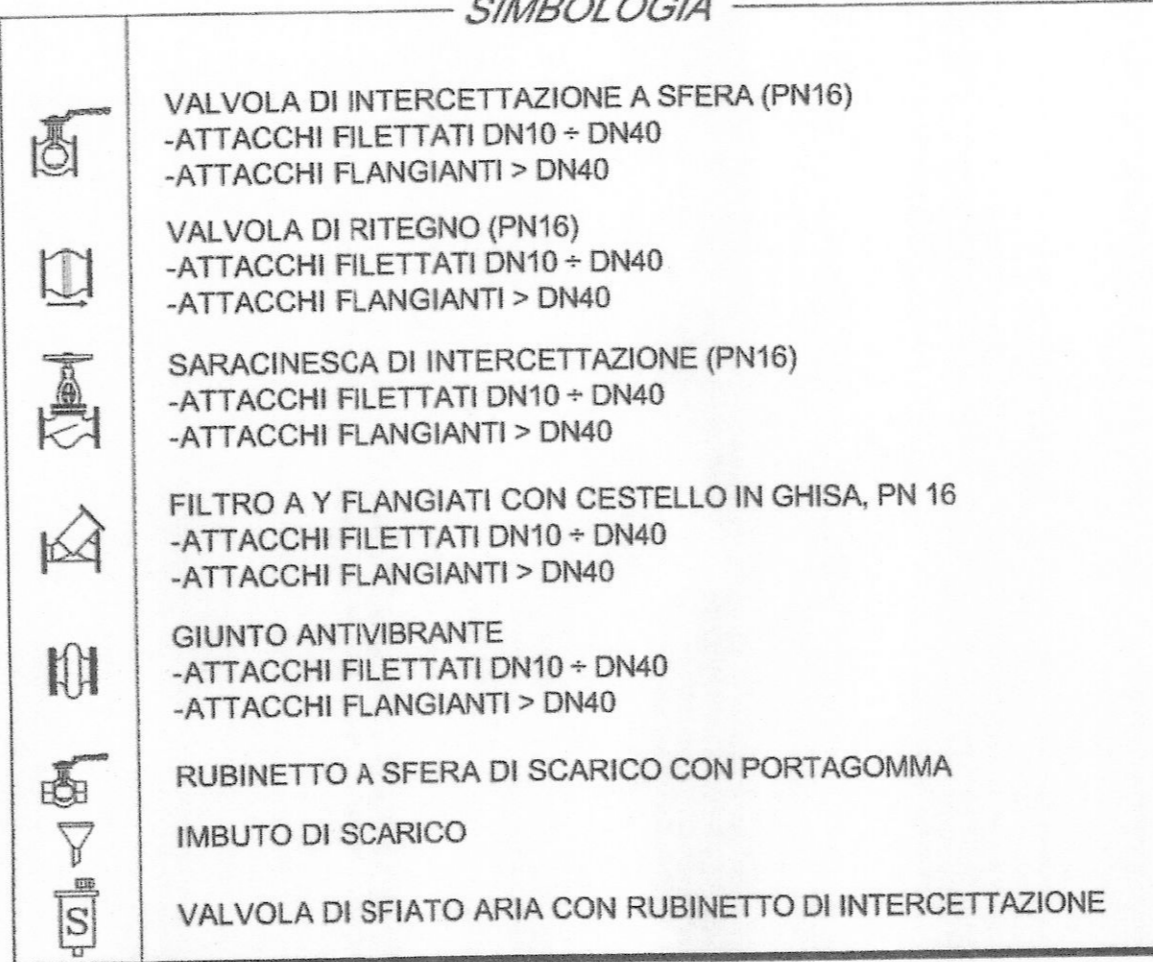 SIMBOLOGIA
VALVOLA DI INTERCETTAZIONE A SFERA (PN16)
-ATTACCHI FILETTATI DN10 ÷ DN40
-ATTACCHI FLANGIANTI > DN40
VALVOLA DI RITEGNO (PN16)
-ATTACCHI FILETTATI DN10 ÷ DN40
-ATTACCHI FLANGIANTI > DN40
SARACINESCA DI INTERCETTAZIONE (PN16)
-ATTACCHI FILETTATI DN10 ÷ DN40
-ATTACCHI FLANGIANTI > DN40
FILTRO A Y FLANGIATI CON CESTELLO IN GHISA, PN 16
-ATTACCHI FILETTATI DN10 ÷ DN40
-ATTACCHI FLANGIANTI > DN40
GIUNTO ANTIVIBRANTE
-ATTACCHI FILETTATI DN10 ÷ DN40
-ATTACCHI FLANGIANTI > DN40
RUBINETTO A SFERA DI SCARICO CON PORTAGOMMA
IMBUTO DI SCARICO
S
VALVOLA DI SFIATO ARIA CON RUBINETTO DI INTERCETTAZIONE